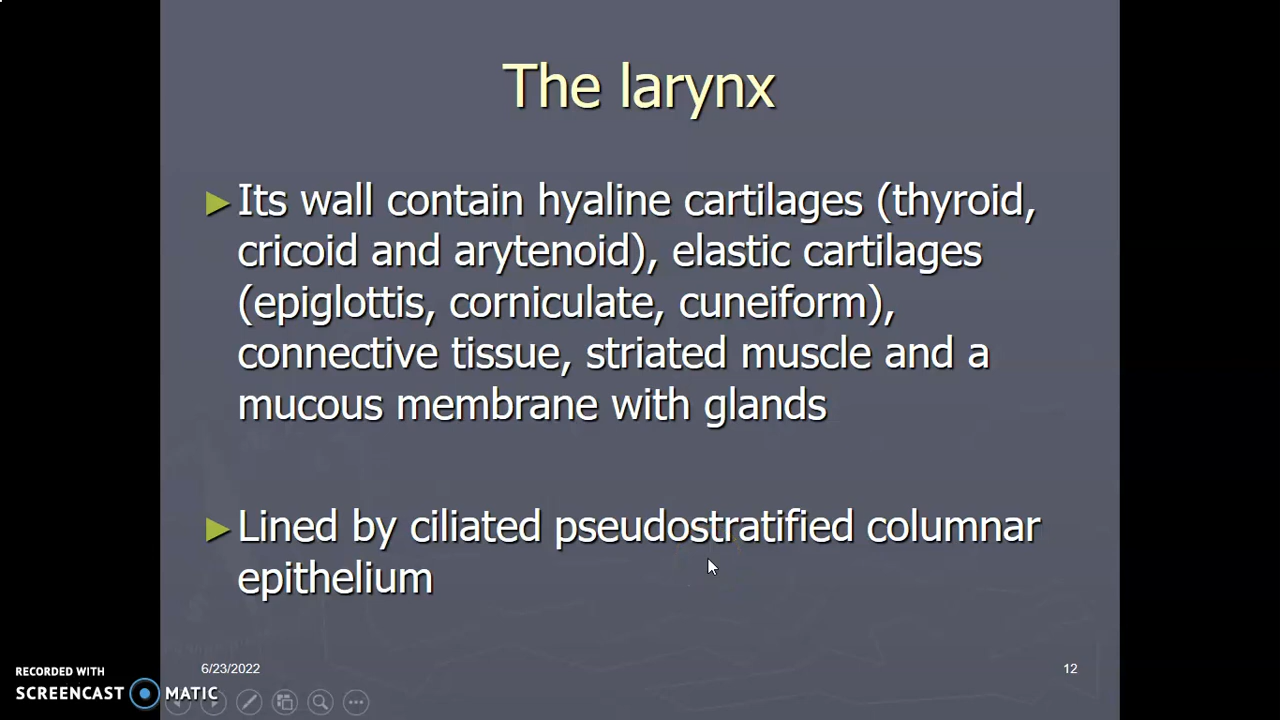 The larynx
Its wall contain hyaline cartilages (thyroid,
cricoid and arytenoid), elastic cartilages
(epiglottis, corniculate, cuneiform),
connective tissue, striated muscle and a
mucous membrane with glands
Lined by ciliated pseudostratified columnar
epithelium
6/23/2022
12
RECORDED WITH
SCREENCAST MATIC